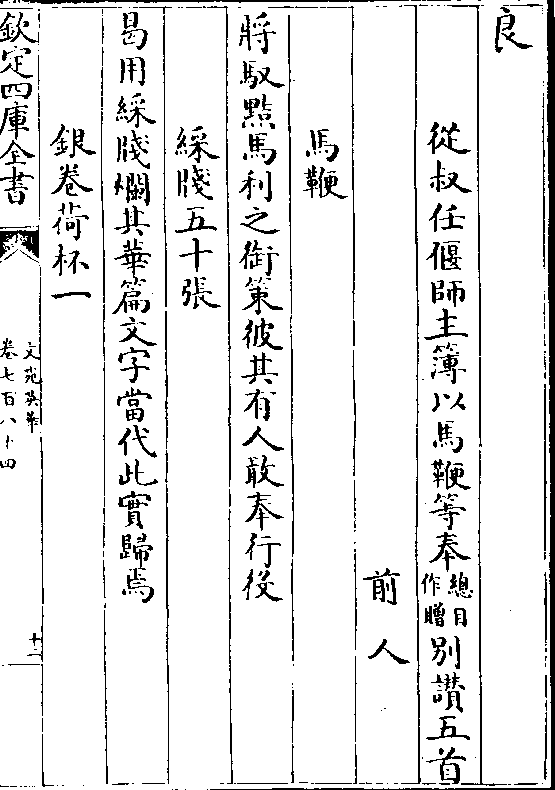 良
從叔任偃師主簿以馬鞭等奉總目作贈别讃五首
前人
馬鞭
將馭㸃馬利之銜策彼其有人敢奉行役
綵牋五十張
曷用綵牋爛其華篇文字當代此實歸焉
銀卷荷杯一
欽定四庫全書
文苑英華
卷七百八十四
十二